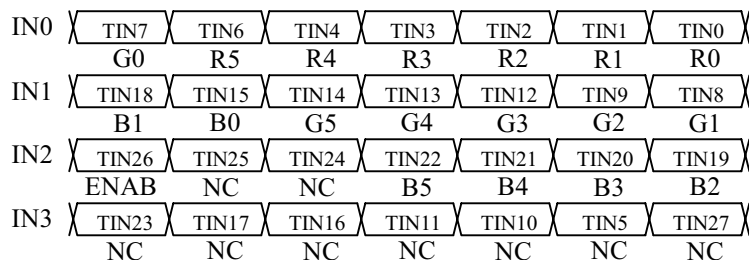 IN0 TIN7 TIN6 TIN4 TIN3 TIN2 TIN1 TIN0
G0 R5 R4 R3 R2 R1 R0
IN1 TIN18 TIN15 TIN14 TIN13 TIN12 TIN9 TIN8
B1 B0 G5 G4 G3 G2 G1
IN2 TIN26 TIN25 TIN24 TIN22 TIN21 TIN20 TIN19
ENAB NC NC B5 B4 B3 B2
IN3 TIN23 TIN17 TIN16 TIN11 TIN10 TIN5 TIN27
NC NC NC NC NC NC NC